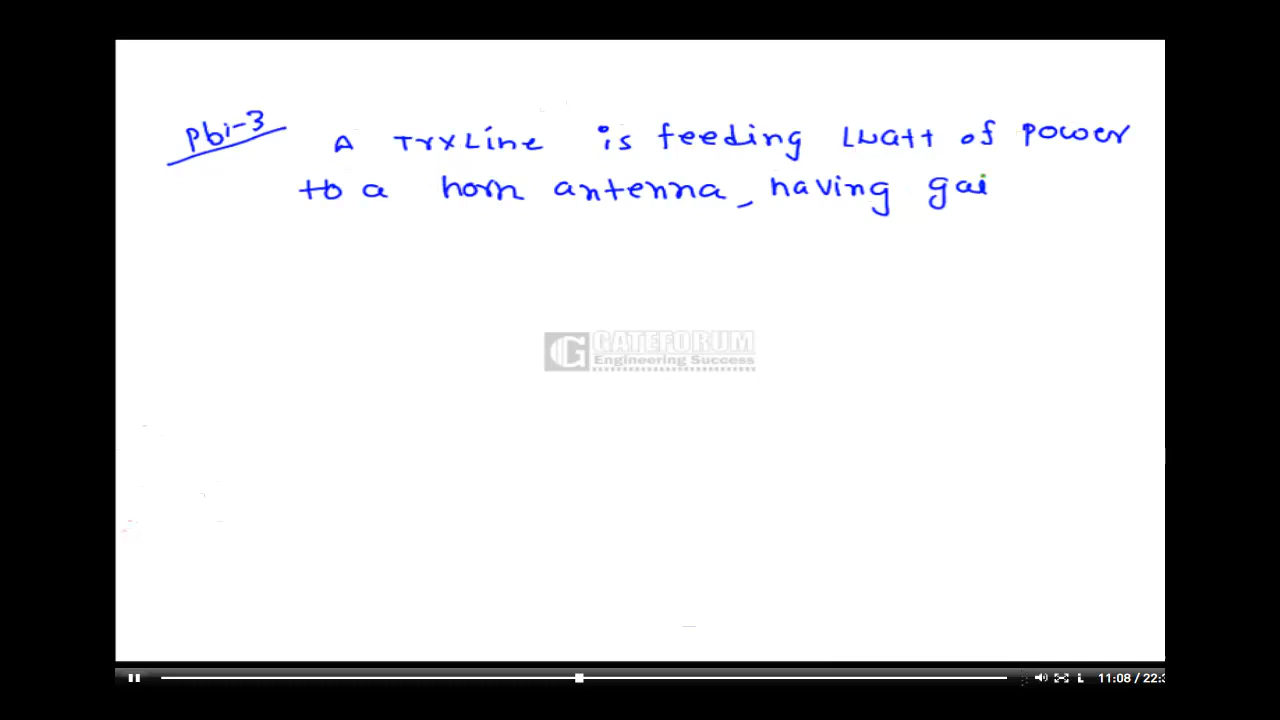 Pbi-3
A TrxLine is feeding 1watt of power
to a horn antenna, having gai
GATEFORUM
Engineering Success
11:08 / 22:3